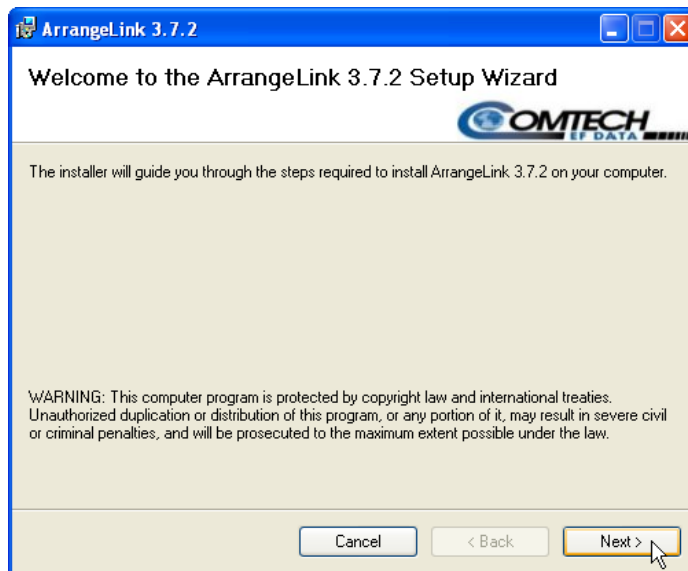 ArrangeLink 3.7.2
Welcome to the ArrangeLink 3.7.2 Setup Wizard
COMTECH
EF DATA
The installer will guide you through the steps required to install ArrangeLink 3.7.2 on your computer.
WARNING: This computer program is protected by copyright law and international treaties.
Unauthorized duplication or distribution of this program, or any portion of it, may result in severe civil
or criminal penalties, and will be prosecuted to the maximum extent possible under the law.
Cancel
< Back
Next >